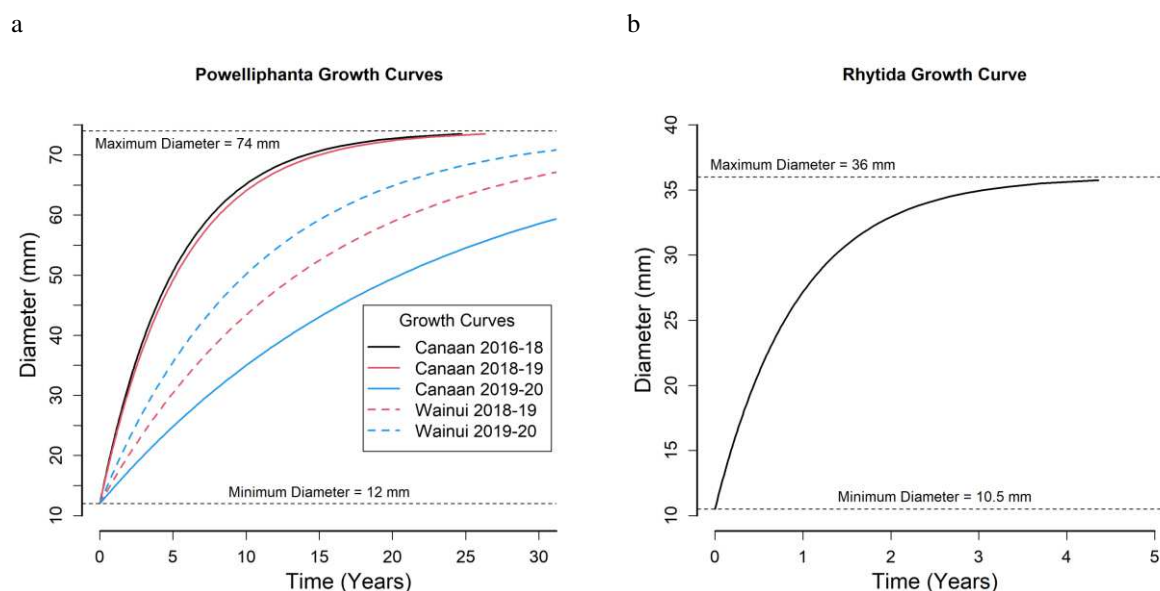 a
Powelliphanta Growth Curves
Maximum Diameter = 74 mm
Minimum Diameter = 12 mm
Diameter (mm)
10
20
30
40
50
60
70
0
5
10
15
20
25
30
Time (Years)
Growth Curves
Canaan 2016-18
Canaan 2018-19
Canaan 2019-20
Wainui 2018-19
Wainui 2019-20
b
Rhytida Growth Curve
Maximum Diameter = 36 mm
Minimum Diameter = 10.5 mm
Diameter (mm)
10
15
20
25
30
35
40
0
1
2
3
4
5
Time (Years)